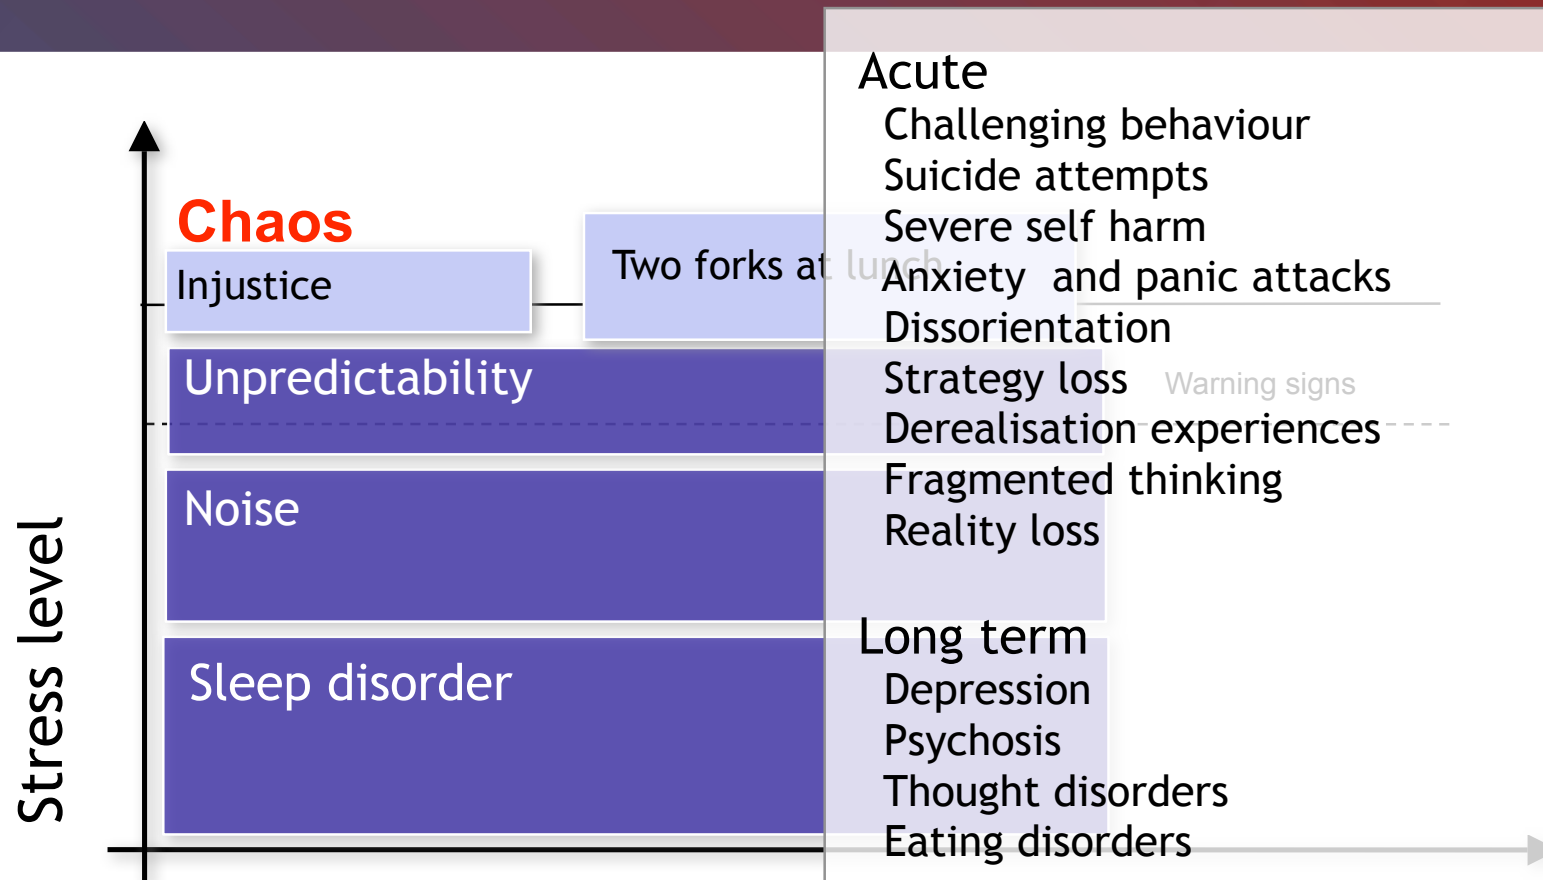 Chaos
Injustice
Two forks at lunch
Unpredictability
Noise
Sleep disorder
Stress level
Warning signs
Acute
Challenging behaviour
Suicide attempts
Severe self harm
Anxiety  and panic attacks
Dissorientation
Strategy loss
Derealisation experiences
Fragmented thinking
Reality loss
Long term
Depression
Psychosis
Thought disorders
Eating disorders